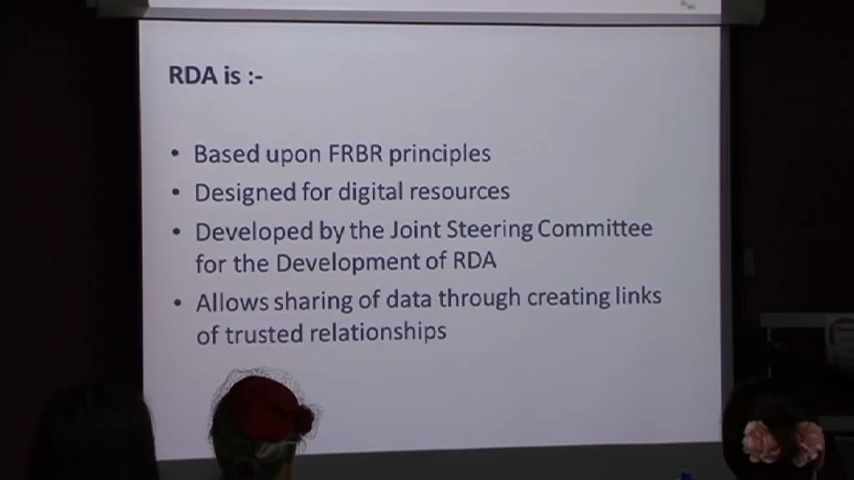 RDA is :-
• Based upon FRBR principles
• Designed for digital resources
• Developed by the Joint Steering Committee
for the Development of RDA
• Allows sharing of data through creating links
of trusted relationships